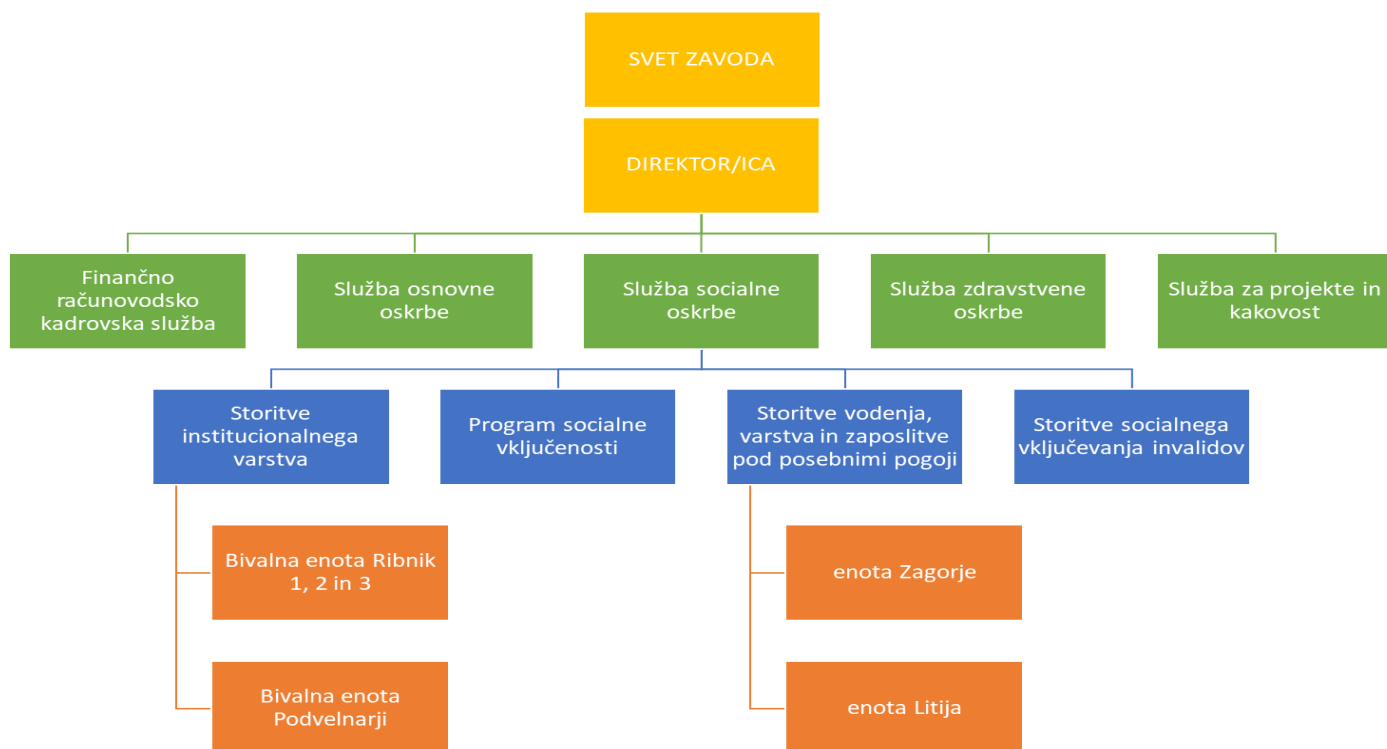 SVET ZAVODA
DIREKTOR/ICA
Finančno
računovodsko
kadrovska služba
Služba osnovne
oskrbe
Služba socialne
oskrbe
Služba zdravstvene
oskrbe
Služba za projekte in
kakovost
Storitve
institucionalnega
varstva
Program socialne
vključenosti
Storitve vodenja,
varstva in zaposlitve
pod posebnimi pogoji
Storitve socialnega
vključevanja invalidov
Bivalna enota Ribnik
1, 2 in 3
enota Zagorje
Bivalna enota
Podvelnarji
enota Litija